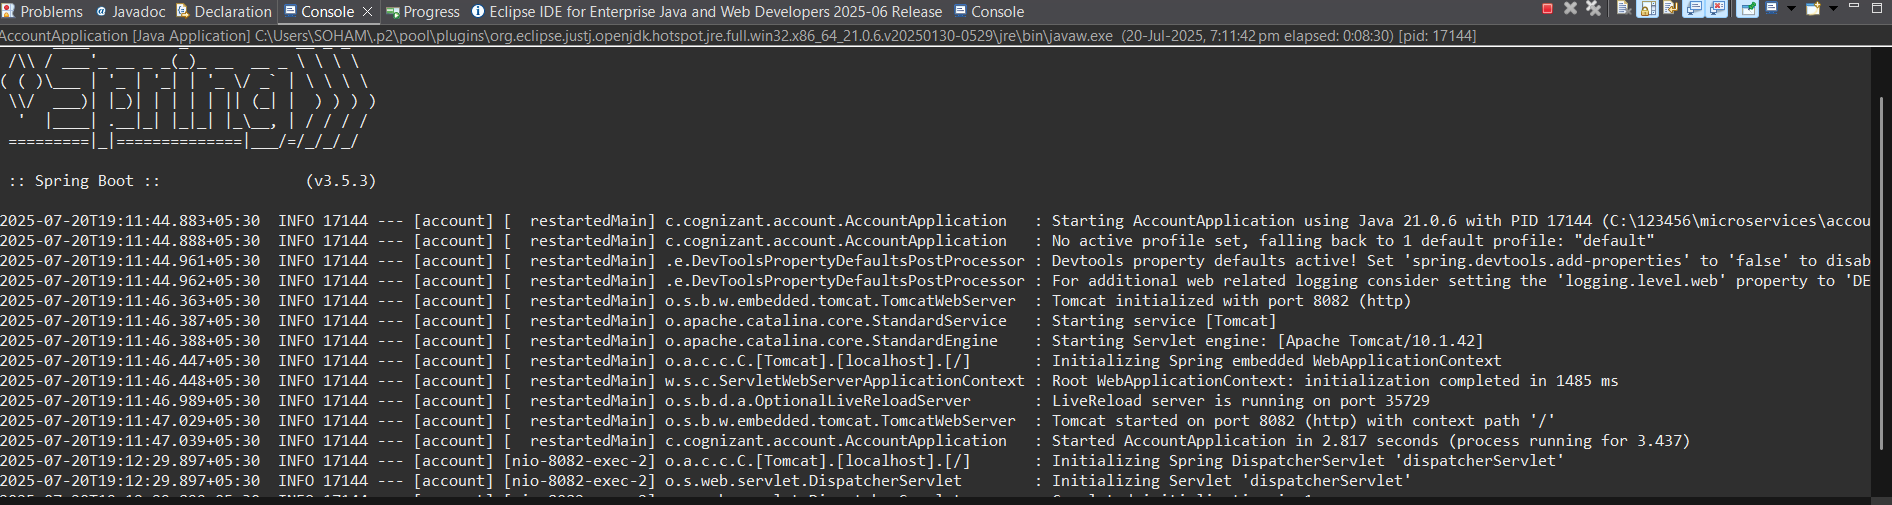 Problems Javadoc Declaration Console Progress Eclipse IDE for Enterprise Java and Web Developers 2025-06 Release Console
AccountApplication [Java Application] C:\Users\SOHAM\.p2\pool\plugins\org.eclipse.justj.openjdk.hotspot.jre.full.win32.x86_64_21.0.6.v20250130-0529\jre\bin\javaw.exe (20-Jul-2025, 7:11:42 pm elapsed: 0:08:30) [pid: 17144]
 /\\ / ___'_ __ _ _(_)_ __  __ _ \ \ \ \
( ( )\___ | '_ | '_| | '_ \/ _` | \ \ \ \
 \\/  ___)| |_)| | | | | || (_| |  ) ) ) )
  '  |____| .__|_| |_|_| |_\__, | / / / /
 =========|_|==============|___/=/_/_/_/
 :: Spring Boot ::                (v3.5.3)
2025-07-20T19:11:44.883+05:30  INFO 17144 --- [account] [  restartedMain] c.cognizant.account.AccountApplication   : Starting AccountApplication using Java 21.0.6 with PID 17144 (C:\123456\microservices\accou
2025-07-20T19:11:44.888+05:30  INFO 17144 --- [account] [  restartedMain] c.cognizant.account.AccountApplication   : No active profile set, falling back to 1 default profile: "default"
2025-07-20T19:11:44.961+05:30  INFO 17144 --- [account] [  restartedMain] .e.DevToolsPropertyDefaultsPostProcessor : Devtools property defaults active! Set 'spring.devtools.add-properties' to 'false' to disab
2025-07-20T19:11:44.962+05:30  INFO 17144 --- [account] [  restartedMain] .e.DevToolsPropertyDefaultsPostProcessor : For additional web related logging consider setting the 'logging.level.web' property to 'DE
2025-07-20T19:11:46.363+05:30  INFO 17144 --- [account] [  restartedMain] o.s.b.w.embedded.tomcat.TomcatWebServer  : Tomcat initialized with port 8082 (http)
2025-07-20T19:11:46.387+05:30  INFO 17144 --- [account] [  restartedMain] o.apache.catalina.core.StandardService   : Starting service [Tomcat]
2025-07-20T19:11:46.388+05:30  INFO 17144 --- [account] [  restartedMain] o.apache.catalina.core.StandardEngine    : Starting Servlet engine: [Apache Tomcat/10.1.42]
2025-07-20T19:11:46.447+05:30  INFO 17144 --- [account] [  restartedMain] o.a.c.c.C.[Tomcat].[localhost].[/]       : Initializing Spring embedded WebApplicationContext
2025-07-20T19:11:46.448+05:30  INFO 17144 --- [account] [  restartedMain] w.s.c.ServletWebServerApplicationContext : Root WebApplicationContext: initialization completed in 1485 ms
2025-07-20T19:11:46.989+05:30  INFO 17144 --- [account] [  restartedMain] o.s.b.d.a.OptionalLiveReloadServer       : LiveReload server is running on port 35729
2025-07-20T19:11:47.029+05:30  INFO 17144 --- [account] [  restartedMain] o.s.b.w.embedded.tomcat.TomcatWebServer  : Tomcat started on port 8082 (http) with context path '/'
2025-07-20T19:11:47.039+05:30  INFO 17144 --- [account] [  restartedMain] c.cognizant.account.AccountApplication   : Started AccountApplication in 2.817 seconds (process running for 3.437)
2025-07-20T19:12:29.897+05:30  INFO 17144 --- [account] [nio-8082-exec-2] o.a.c.c.C.[Tomcat].[localhost].[/]       : Initializing Spring DispatcherServlet 'dispatcherServlet'
2025-07-20T19:12:29.897+05:30  INFO 17144 --- [account] [nio-8082-exec-2] o.s.web.servlet.DispatcherServlet        : Initializing Servlet 'dispatcherServlet'